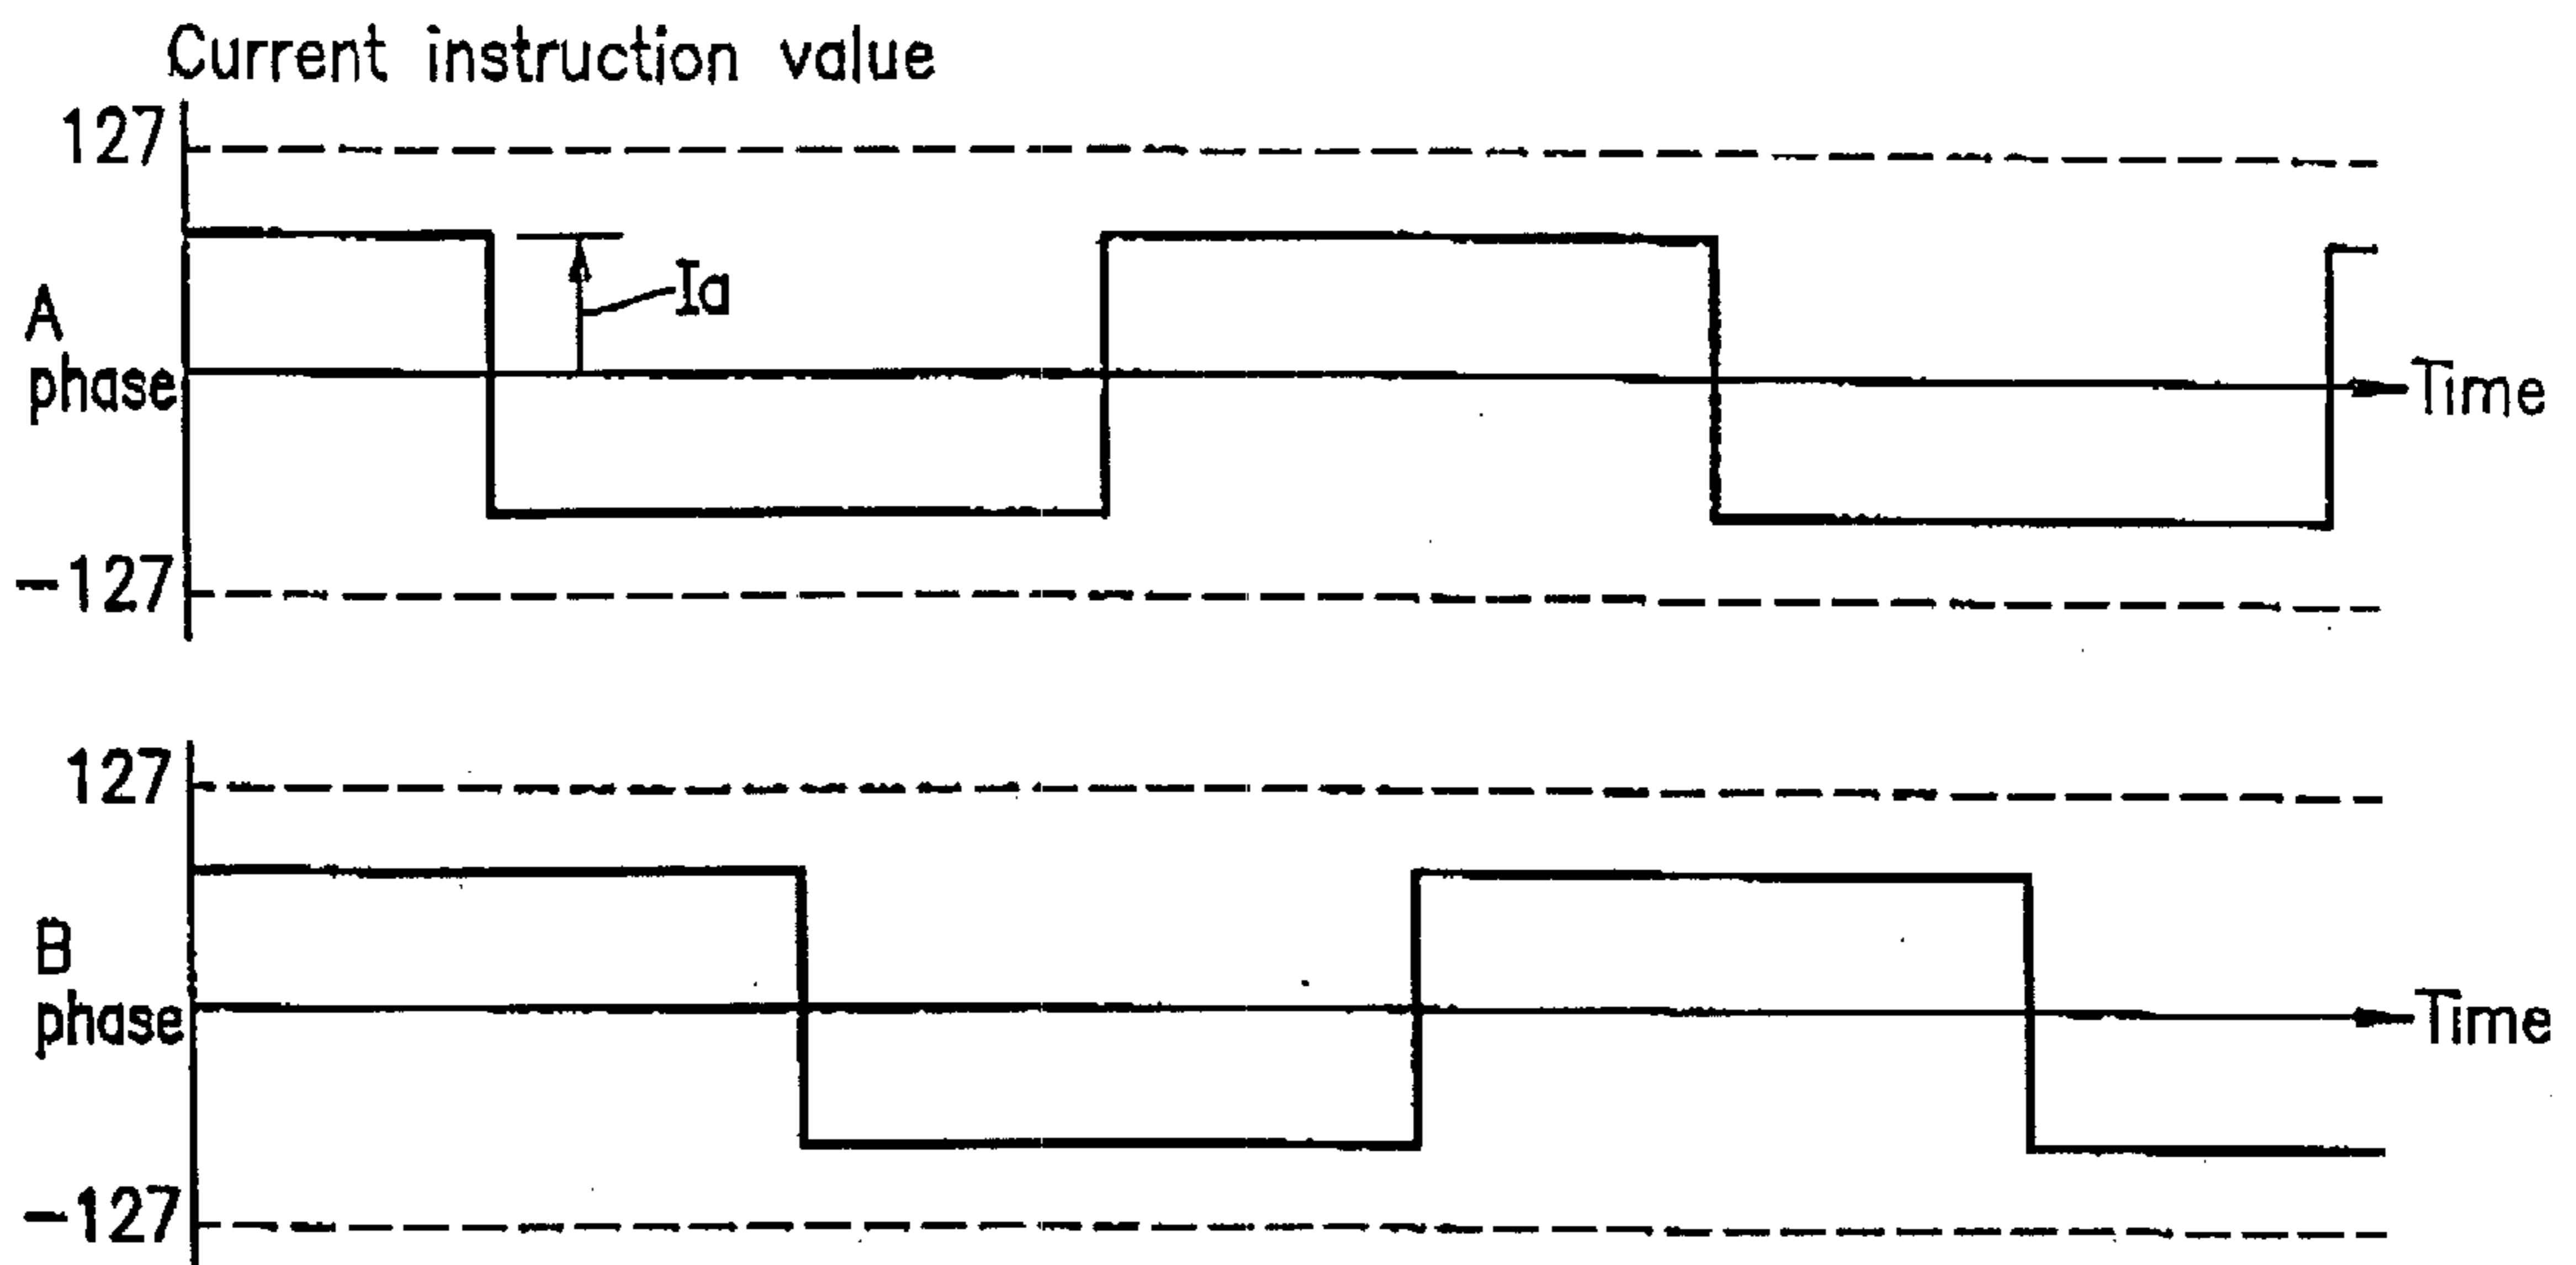 Current instruction value
127
A
phase
Ia
Time
-127
127
B
phase
Time
-127